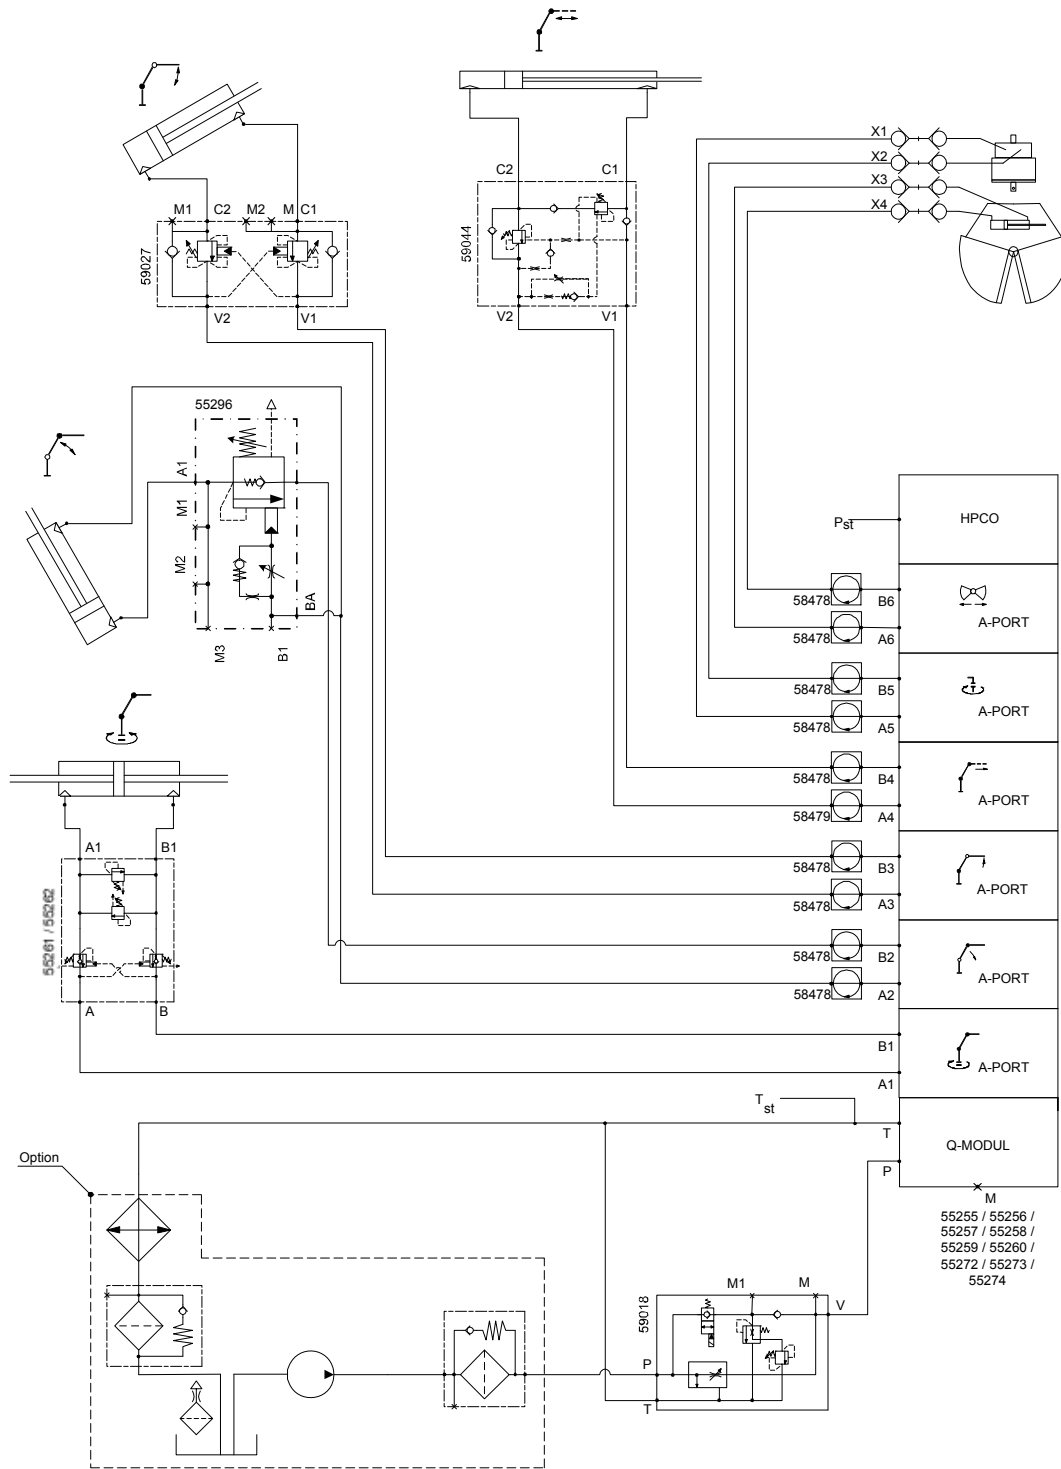 X1
X2
X3
X4
C2
C1
M1
C2
M2
M
C1
59027
59044
V2
V1
V2
V1
55296
A1
M1
M2
M3
B1
BA
Pst
HPCO
58478
B6
A-PORT
58478
A6
58478
B5
A-PORT
58478
A5
58478
B4
A-PORT
58479
A4
58478
B3
A-PORT
58478
A3
58478
B2
A-PORT
58478
A2
A1
B1
55261 / 55262
A
B
B1
A-PORT
A1
Tst
T
Q-MODUL
P
M
55255 / 55256 /
55257 / 55258 /
55259 / 55260 /
55272 / 55273 /
55274
Option
M1
M
V
59018
P
T